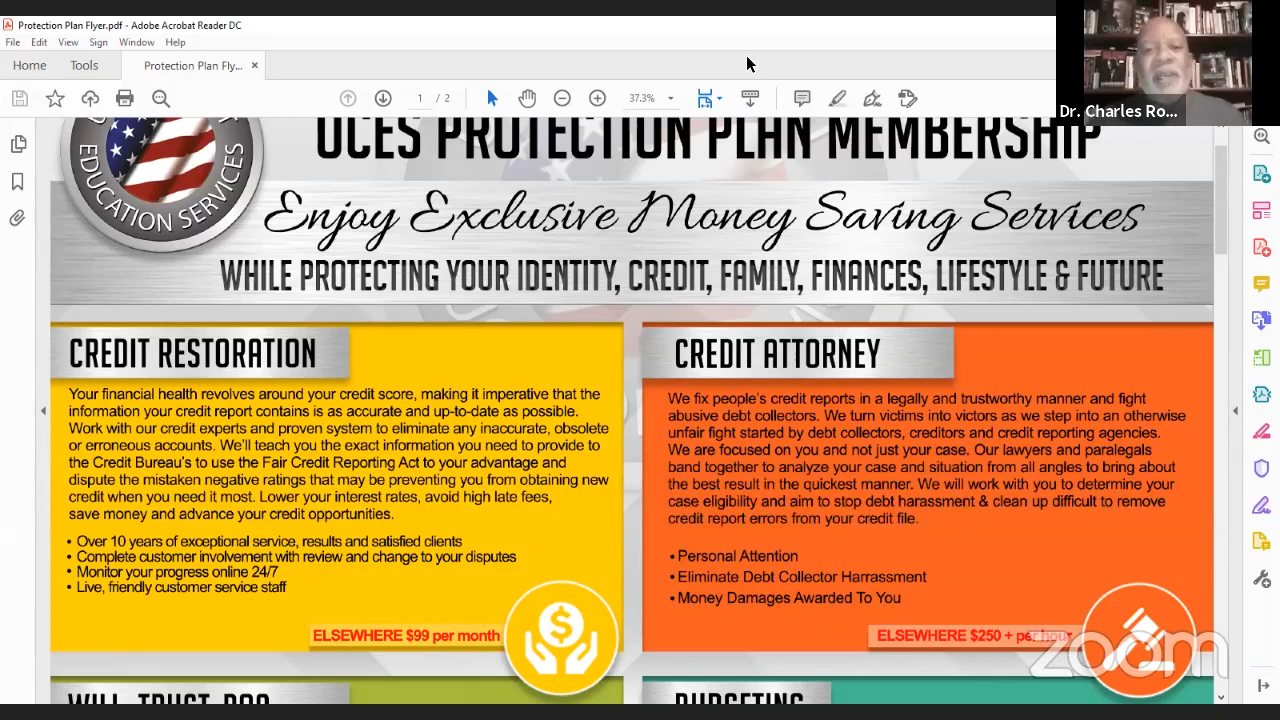 Protection Plan Flyer.pdf - Adobe Acrobat Reader DC
File Edit View Sign Window Help
Home Tools Protection Plan Fly... ×
1 / 2 37.3%
Dr. Charles Ro...
UCES PROTECTION PLAN MEMBERSHIP
EDUCATION SERVICES
Enjoy Exclusive Money Saving Services
WHILE PROTECTING YOUR IDENTITY, CREDIT, FAMILY, FINANCES, LIFESTYLE & FUTURE
CREDIT RESTORATION
Your financial health revolves around your credit score, making it imperative that the
information your credit report contains is as accurate and up-to-date as possible.
Work with our credit experts and proven system to eliminate any inaccurate, obsolete
or erroneous accounts. We'll teach you the exact information you need to provide to
the Credit Bureau's to use the Fair Credit Reporting Act to your advantage and
dispute the mistaken negative ratings that may be preventing you from obtaining new
credit when you need it most. Lower your interest rates, avoid high late fees,
save money and advance your credit opportunities.
• Over 10 years of exceptional service, results and satisfied clients
• Complete customer involvement with review and change to your disputes
• Monitor your progress online 24/7
• Live, friendly customer service staff
ELSEWHERE $99 per month
CREDIT ATTORNEY
We fix people's credit reports in a legally and trustworthy manner and fight
abusive debt collectors. We turn victims into victors as we step into an otherwise
unfair fight started by debt collectors, creditors and credit reporting agencies.
We are focused on you and not just your case. Our lawyers and paralegals
band together to analyze your case and situation from all angles to bring about
the best result in the quickest manner. We will work with you to determine your
case eligibility and aim to stop debt harassment & clean up difficult to remove
credit report errors from your credit file.
• Personal Attention
• Eliminate Debt Collector Harrassment
• Money Damages Awarded To You
ELSEWHERE $250 + per hour
zoom
WILL, TRUST, POA
BUDGETING